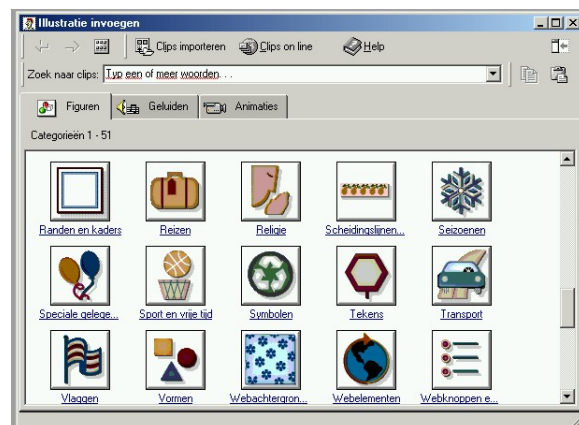 Illustratie invoegen
Clips importeren Clips on line Help
Zoek naar clips: Typ een of meer woorden. . .
Figuren Geluiden Animaties
Categorieën 1 - 51
Randen en kaders Reizen Religie Scheidingslijnen... Seizoenen
Speciale gelege... Sport en vrije tijd Symbolen Tekens Transport
Vlaggen Vormen Webachtergron... Webelementen Webknoppen e...